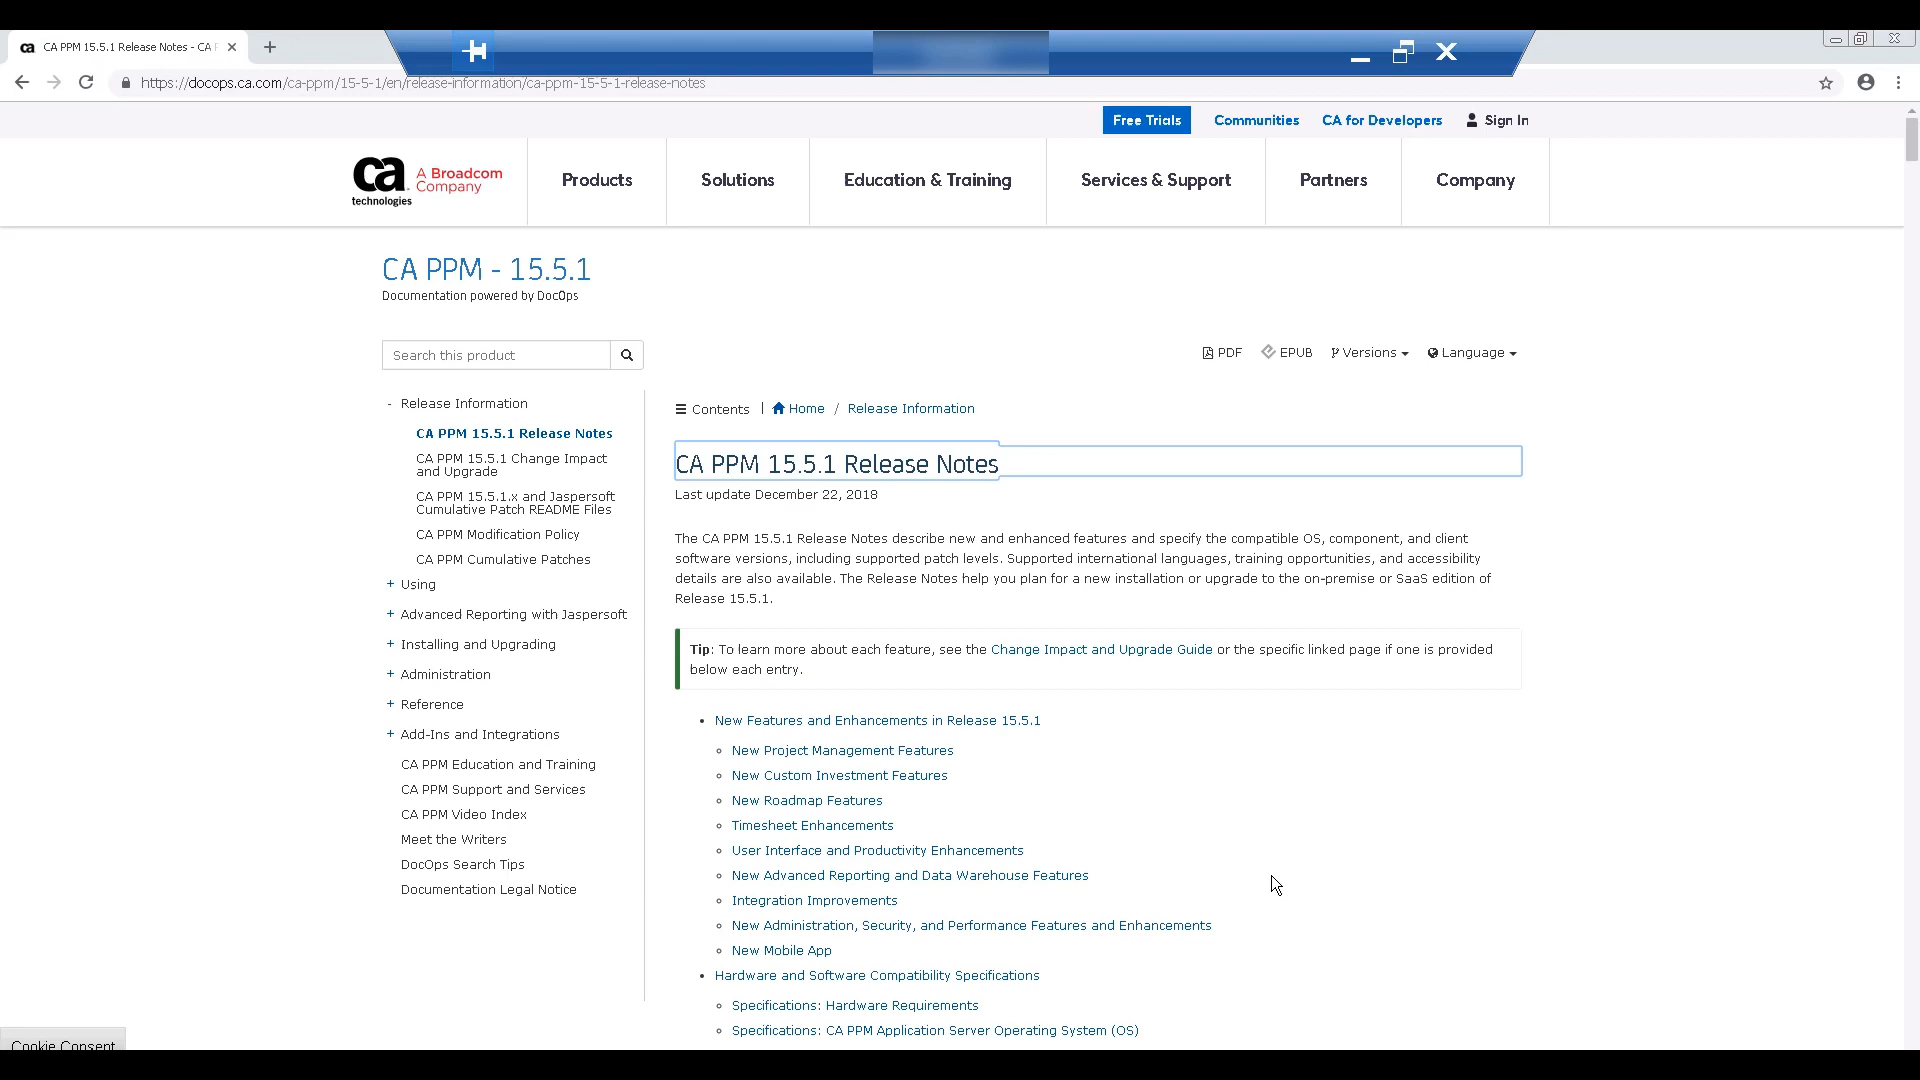 CA PPM 15.5.1 Release Notes - CA P
https://docops.ca.com/ca-ppm/15-5-1/en/release-information/ca-ppm-15-5-1-release-notes
Free Trials Communities CA for Developers Sign In
ca technologies A Broadcom Company
Products Solutions Education & Training Services & Support Partners Company
CA PPM - 15.5.1
Documentation powered by DocOps
Search this product
PDF EPUB Versions Language
- Release Information
CA PPM 15.5.1 Release Notes
CA PPM 15.5.1 Change Impact
and Upgrade
CA PPM 15.5.1.x and Jaspersoft
Cumulative Patch README Files
CA PPM Modification Policy
CA PPM Cumulative Patches
+ Using
+ Advanced Reporting with Jaspersoft
+ Installing and Upgrading
+ Administration
+ Reference
+ Add-Ins and Integrations
CA PPM Education and Training
CA PPM Support and Services
CA PPM Video Index
Meet the Writers
DocOps Search Tips
Documentation Legal Notice
Contents | Home / Release Information
CA PPM 15.5.1 Release Notes
Last update December 22, 2018
The CA PPM 15.5.1 Release Notes describe new and enhanced features and specify the compatible OS, component, and client
software versions, including supported patch levels. Supported international languages, training opportunities, and accessibility
details are also available. The Release Notes help you plan for a new installation or upgrade to the on-premise or SaaS edition of
Release 15.5.1.
Tip: To learn more about each feature, see the Change Impact and Upgrade Guide or the specific linked page if one is provided
below each entry.
• New Features and Enhancements in Release 15.5.1
◦ New Project Management Features
◦ New Custom Investment Features
◦ New Roadmap Features
◦ Timesheet Enhancements
◦ User Interface and Productivity Enhancements
◦ New Advanced Reporting and Data Warehouse Features
◦ Integration Improvements
◦ New Administration, Security, and Performance Features and Enhancements
◦ New Mobile App
• Hardware and Software Compatibility Specifications
◦ Specifications: Hardware Requirements
◦ Specifications: CA PPM Application Server Operating System (OS)
Cookie Consent